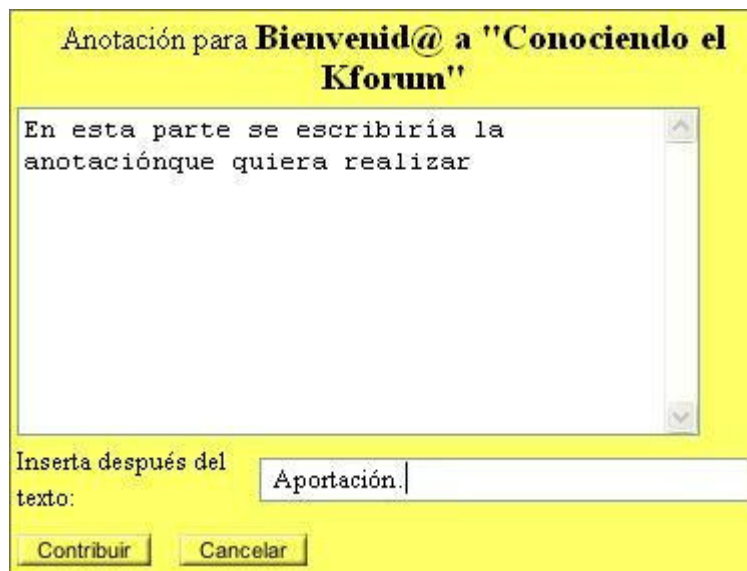 Anotación para Bienvenid@ a "Conociendo el
Kforum"
En esta parte se escribiría la
anotaciónque quiera realizar
Inserta después del
texto:
Aportación.
Contribuir Cancelar